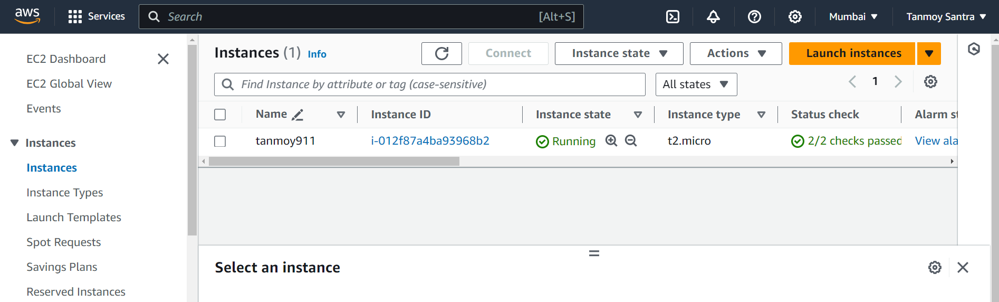 aws
Services
Search
[Alt+S]
Mumbai
Tanmoy Santra
EC2 Dashboard
EC2 Global View
Events
Instances
Instances
Instance Types
Launch Templates
Spot Requests
Savings Plans
Reserved Instances
Instances (1) Info
Connect
Instance state
Actions
Launch instances
Find Instance by attribute or tag (case-sensitive)
All states
1
Name Instance ID Instance state Instance type Status check Alarm st
tanmoy911 i-012f87a4ba93968b2 Running t2.micro 2/2 checks passed View ala
Select an instance